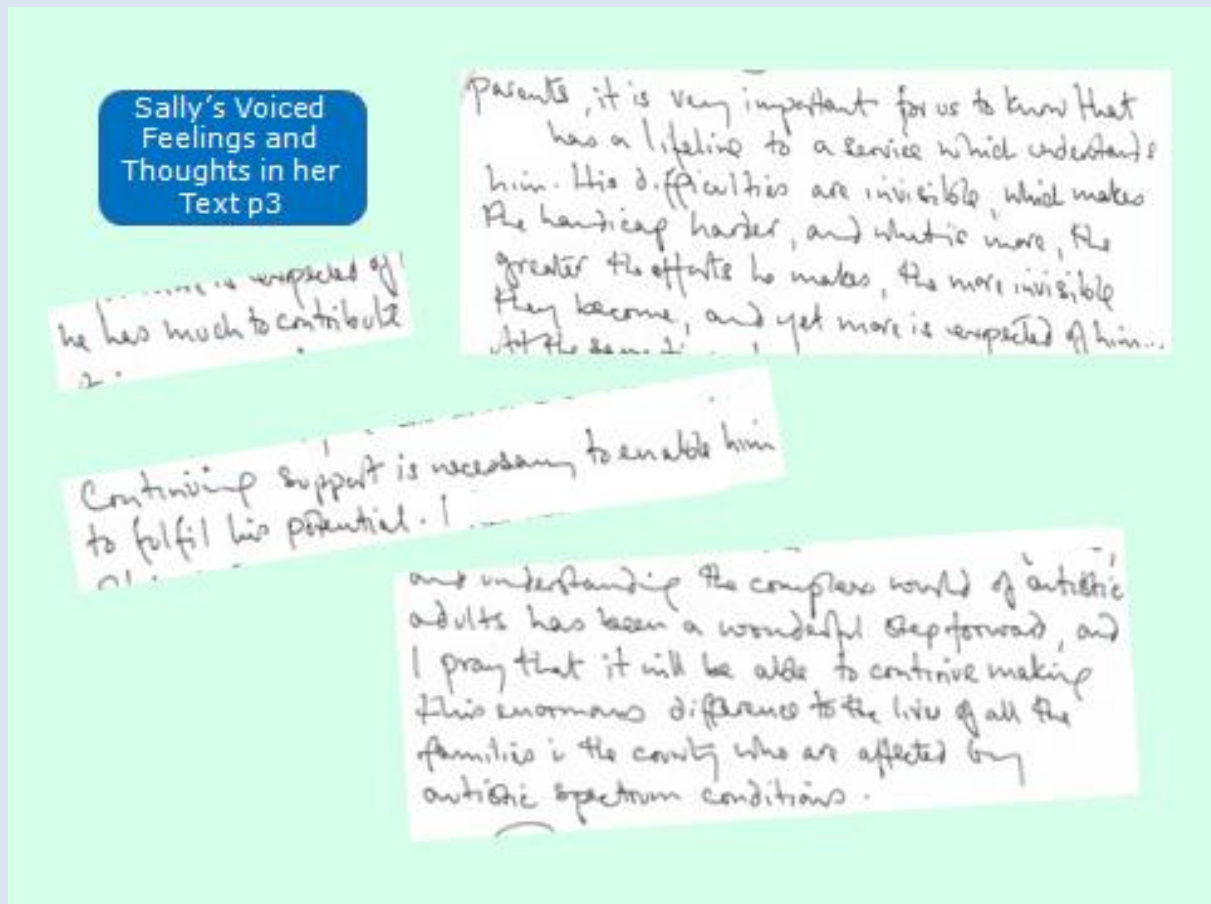 Sally's Voiced
Feelings and
Thoughts in her
Text p3
parents, it is very important for us to know that
has a lifeline to a service which understands
him. His difficulties are invisible, which makes
the handicap harder, and what is more, the
greater the efforts he makes, the more invisible
they become, and yet more is expected of him...
At the same
is expected of
he has much to contribute
Continuing support is necessary to enable him
to fulfil his potential. I
and understanding the complex world of autistic
adults has been a wonderful step forward, and
I pray that it will be able to continue making
this enormous difference to the lives of all the
families in the county who are affected by
autistic spectrum conditions.